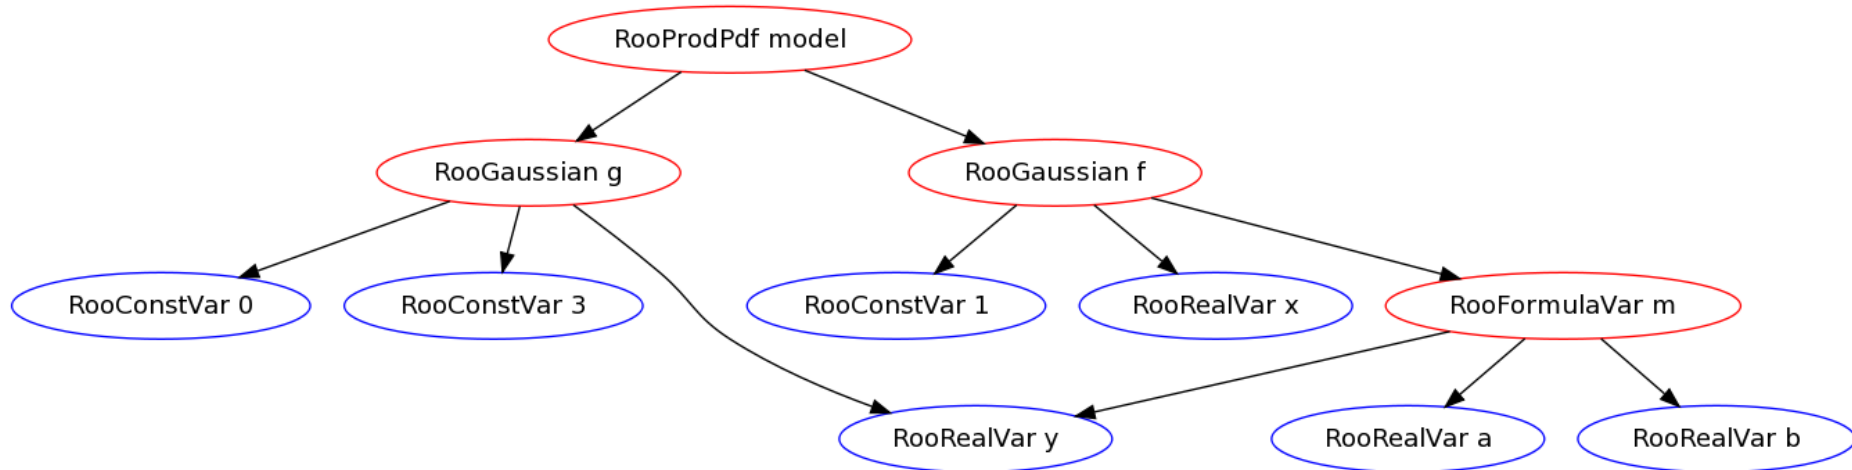 RooProdPdf model
RooGaussian g
RooGaussian f
RooConstVar 0
RooConstVar 3
RooConstVar 1
RooRealVar x
RooFormulaVar m
RooRealVar y
RooRealVar a
RooRealVar b